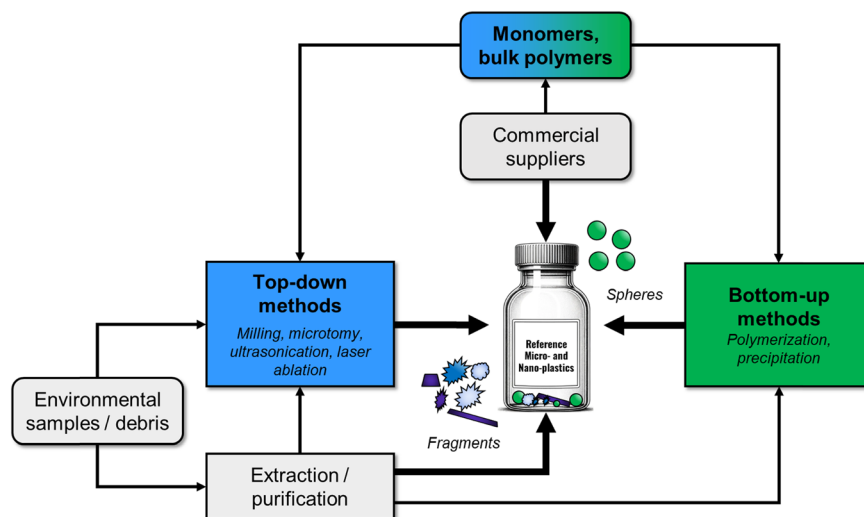 Monomers,
bulk polymers
Commercial
suppliers
Top-down
methods
Milling, microtomy,
ultrasonication, laser
ablation
Spheres
Bottom-up
methods
Polymerization,
precipitation
Reference
Micro- and
Nano-plastics
Environmental
samples / debris
Fragments
Extraction /
purification